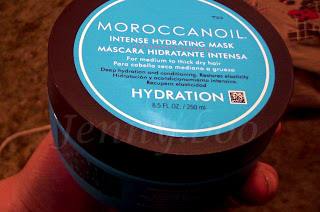 MOROCCANOIL.
INTENSE HYDRATING MASK
MÁSCARA HIDRATANTE INTENSA
For medium to thick dry hair
Para cabello seco mediano a grueso
Deep hydration and conditioning. Restores elasticity
Hidratación y acondicionamiento intensivo.
Recupera elasticidad
HYDRATION
8.5 FL. OZ. / 250 ml